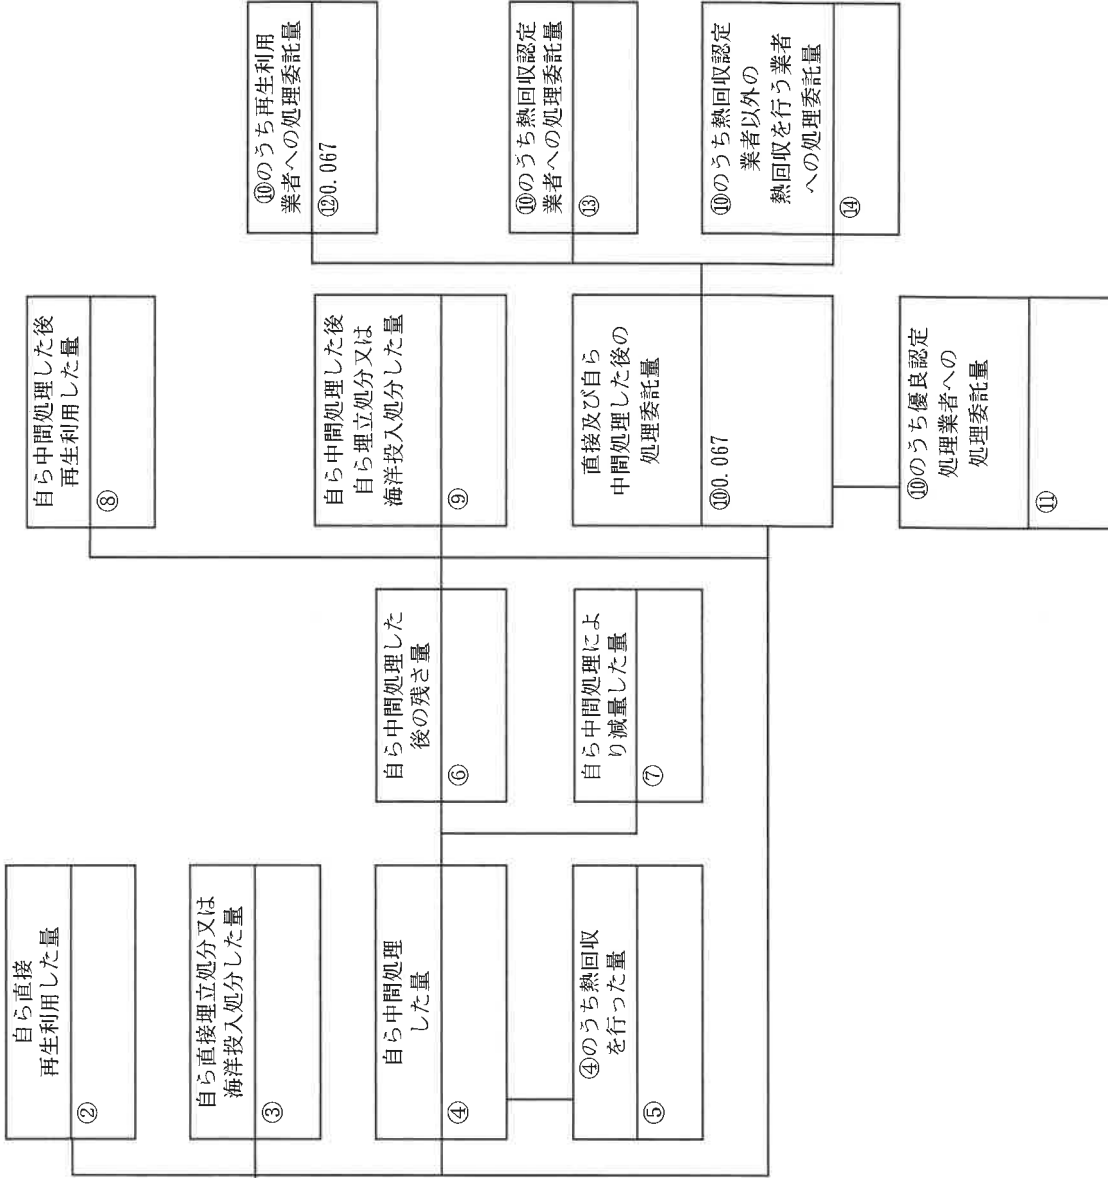 自ら直接
再生利用した量
②
自ら直接埋立処分又は
海洋投入処分した量
③
自ら中間処理
した量
④
④のうち熱回収
を行った量
⑤
自ら中間処理した
後の残さ量
⑥
自ら中間処理によ
り減量した量
⑦
自ら中間処理した後
再生利用した量
⑧
自ら中間処理した後
自ら埋立処分又は
海洋投入処分した量
⑨
直接及び自ら
中間処理した後の
処理委託量
⑩0.067
⑩のうち優良認定
処理業者への
処理委託量
⑪
⑩のうち再生利用
業者への処理委託量
⑫0.067
⑩のうち熱回収認定
業者への処理委託量
⑬
⑩のうち熱回収認定
業者以外の
熱回収を行う業者
への処理委託量
⑭